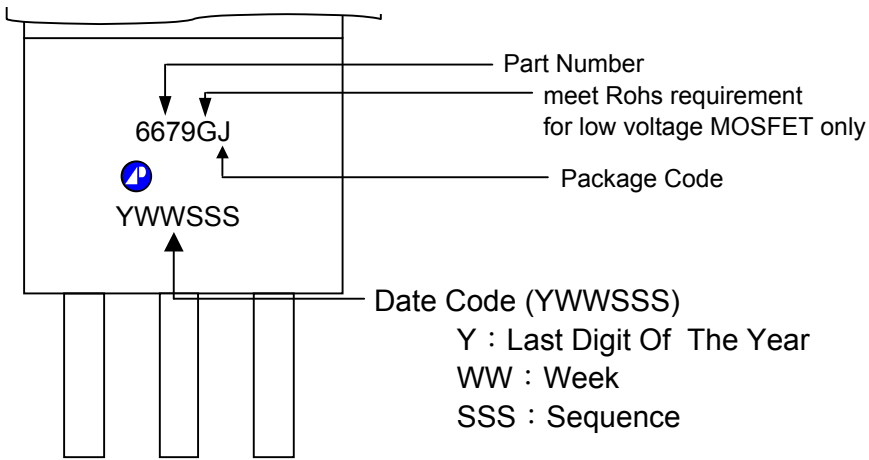 Part Number
meet Rohs requirement
for low voltage MOSFET only
6679GJ
Package Code
AP
YWWSSS
Date Code (YWWSSS)
Y：Last Digit Of The Year
WW：Week
SSS：Sequence